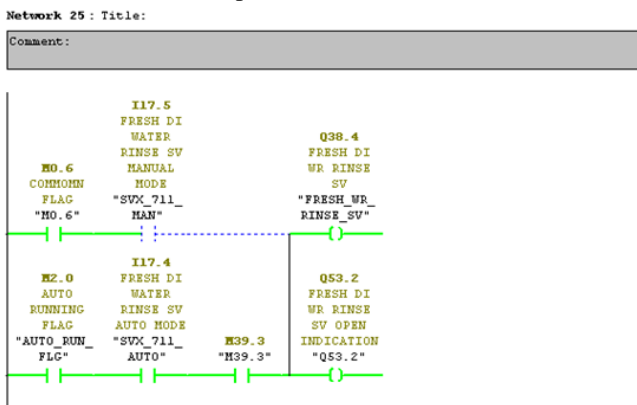 Network 25 : Title:
Comment:
I17.5
FRESH DI
WATER
RINSE SV
MANUAL
MODE
"SVX_711_
MAN"
Q38.4
FRESH DI
WR RINSE
SV
"FRESH_WR_
RINSE_SV"
M0.6
COMMOMN
FLAG
"M0.6"
I17.4
FRESH DI
WATER
RINSE SV
AUTO MODE
"SVX_711_
AUTO"
Q53.2
FRESH DI
WR RINSE
SV OPEN
INDICATION
"Q53.2"
M2.0
AUTO
RUNNING
FLAG
"AUTO_RUN_
FLG"
M39.3
"M39.3"